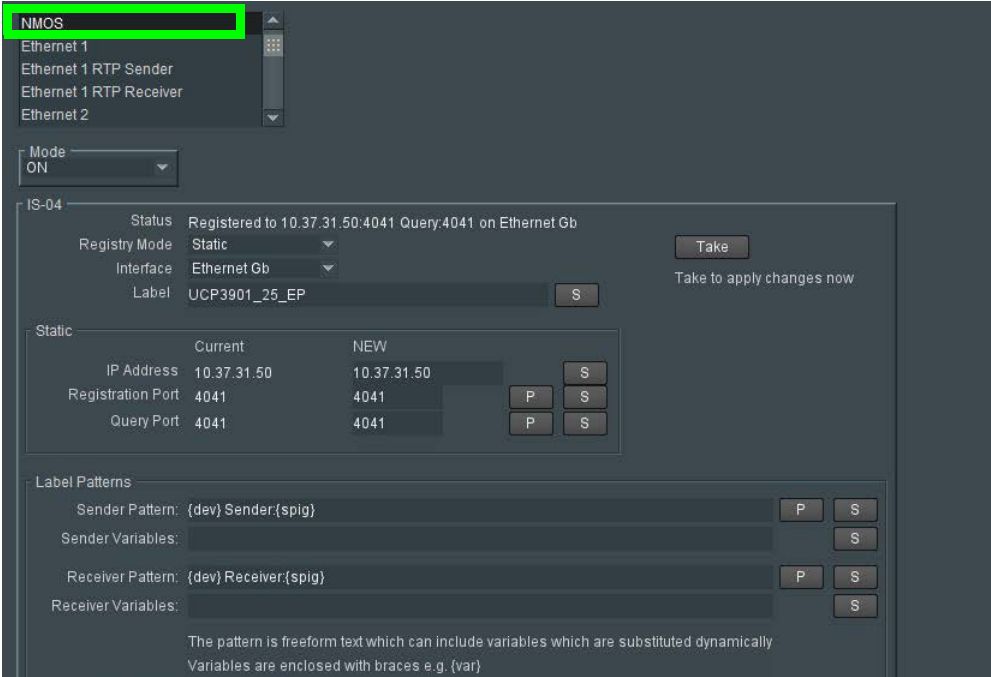 NMOS
Ethernet 1
Ethernet 1 RTP Sender
Ethernet 1 RTP Receiver
Ethernet 2
Mode
ON
IS-04
Status Registered to 10.37.31.50:4041 Query:4041 on Ethernet Gb
Registry Mode Static Take
Interface Ethernet Gb Take to apply changes now
Label UCP3901_25_EP S
Static
Current NEW
IP Address 10.37.31.50 10.37.31.50 S
Registration Port 4041 4041 P S
Query Port 4041 4041 P S
Label Patterns
Sender Pattern: {dev} Sender:{spig} P S
Sender Variables: S
Receiver Pattern: {dev} Receiver:{spig} P S
Receiver Variables: S
The pattern is freeform text which can include variables which are substituted dynamically
Variables are enclosed with braces e.g. {var}